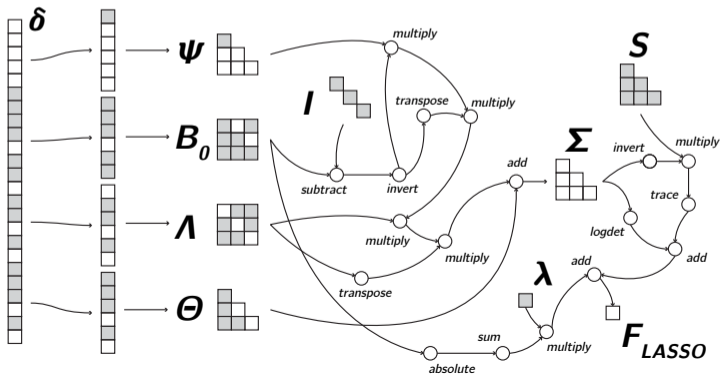 δ
Ψ
multiply
S
I
transpose
multiply
B₀
Σ
invert
multiply
subtract
invert
add
trace
Λ
logdet
multiply
multiply
add
add
transpose
λ
Θ
sum
multiply
F_LASSO
absolute